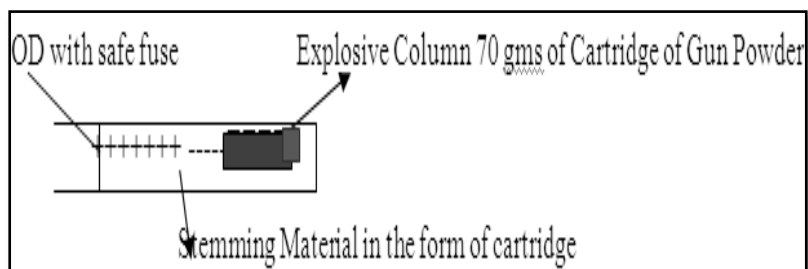 OD with safe fuse
Explosive Column 70 gms of Cartridge of Gun Powder
Stemming Material in the form of cartridge